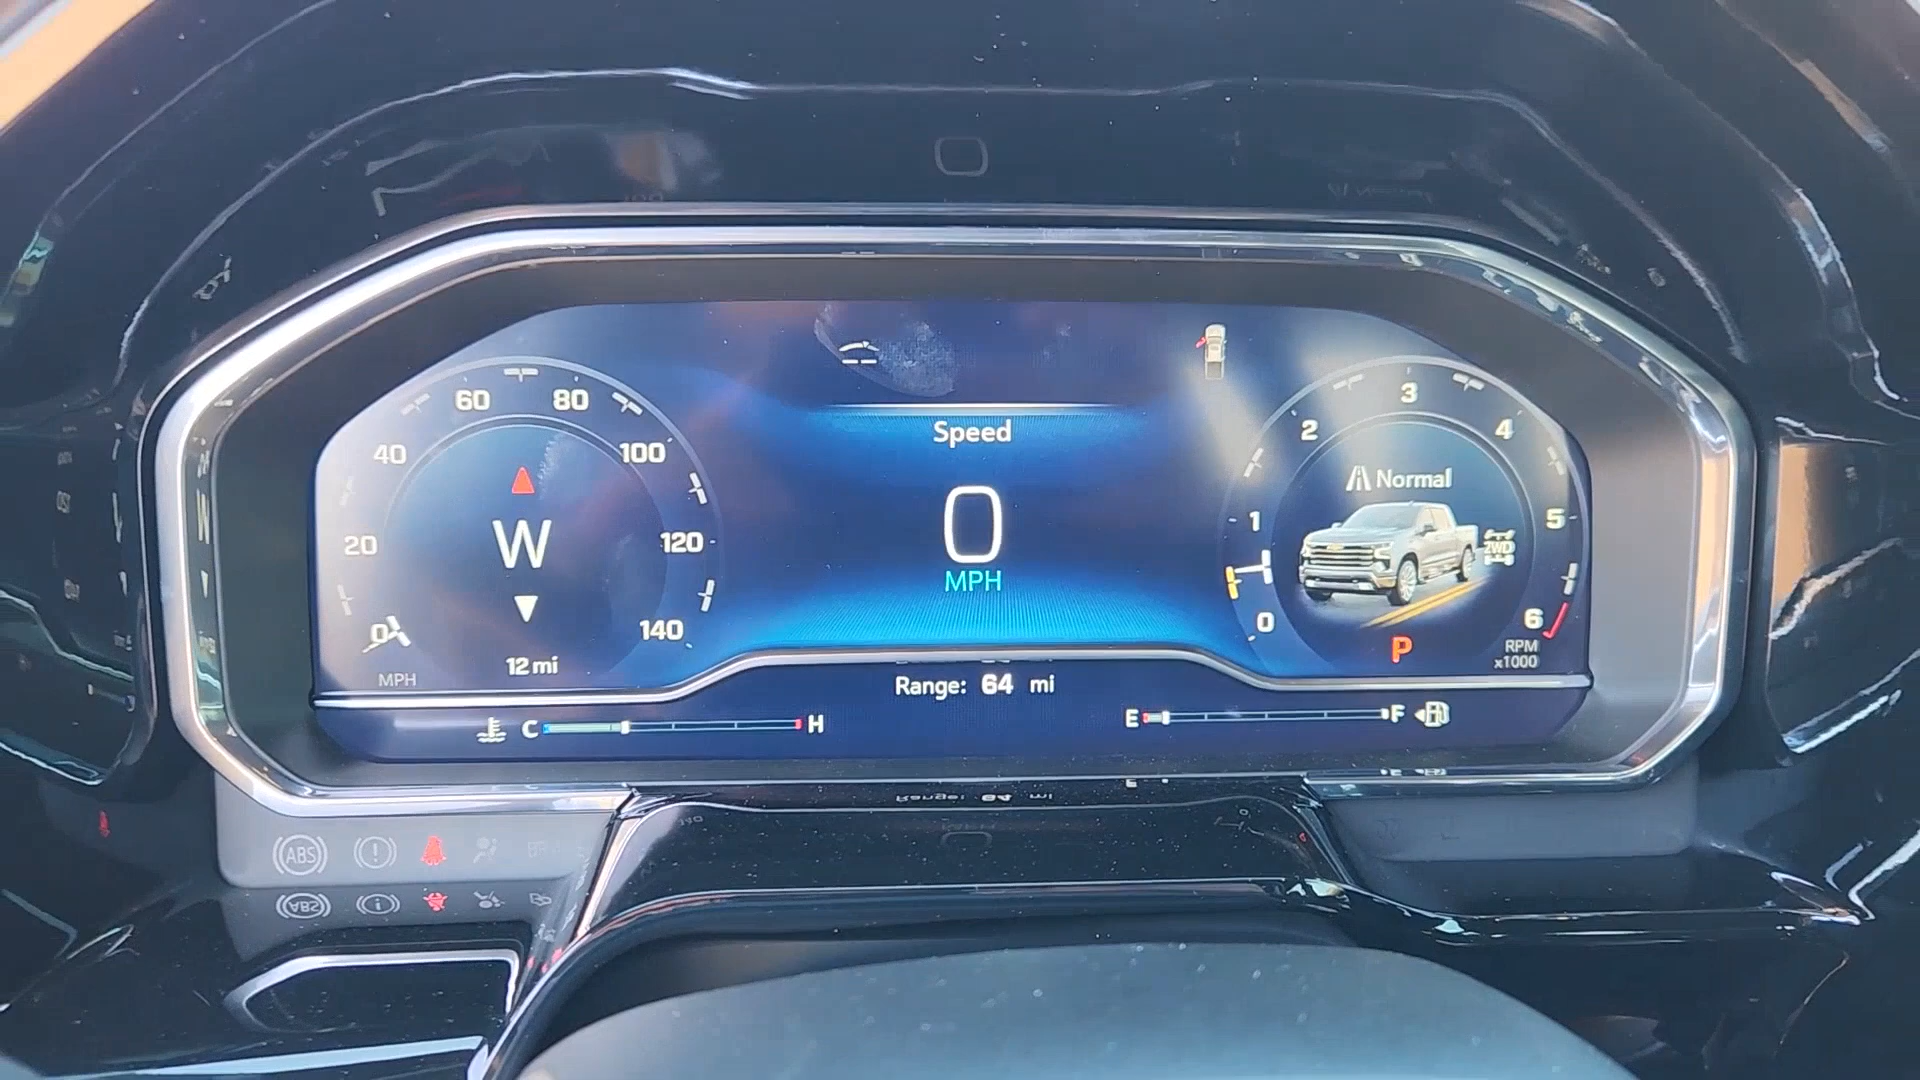 60 80
40 100
20 120
0 140
MPH
W
12 mi
Speed
0
MPH
Range: 64 mi
C H
E F
3
2 4
1 5
0 6
Normal
2WD
P
RPM
x1000
ABS